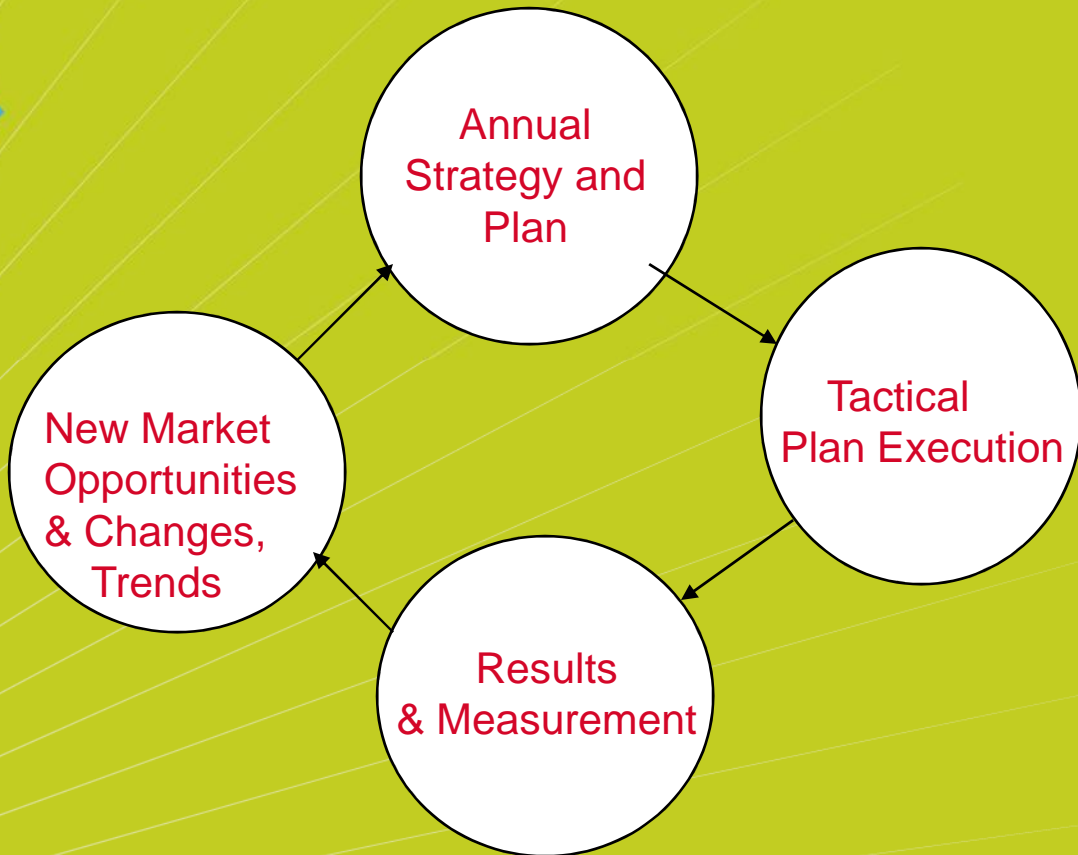 Annual
Strategy and
Plan
Tactical
Plan Execution
Results
& Measurement
New Market
Opportunities
& Changes,
Trends